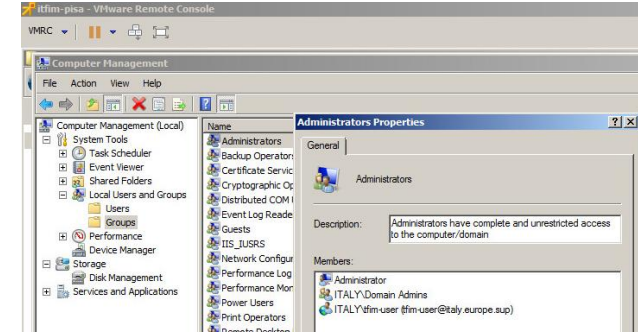 itfim-pisa - VMware Remote Console
VMRC
Computer Management
File Action View Help
Computer Management (Local)
System Tools
Task Scheduler
Event Viewer
Shared Folders
Local Users and Groups
Users
Groups
Performance
Device Manager
Storage
Disk Management
Services and Applications
Name
Administrators
Backup Operators
Certificate Servic
Cryptographic Op
Distributed COM
Event Log Reade
Guests
IIS_IUSRS
Network Configur
Performance Log
Performance Mon
Power Users
Print Operators
Remote Desktop
Administrators Properties
General
Administrators
Description:
Administrators have complete and unrestricted access
to the computer/domain
Members:
Administrator
ITALY\Domain Admins
ITALY\tfim-user (tfim-user@italy.europe.sup)